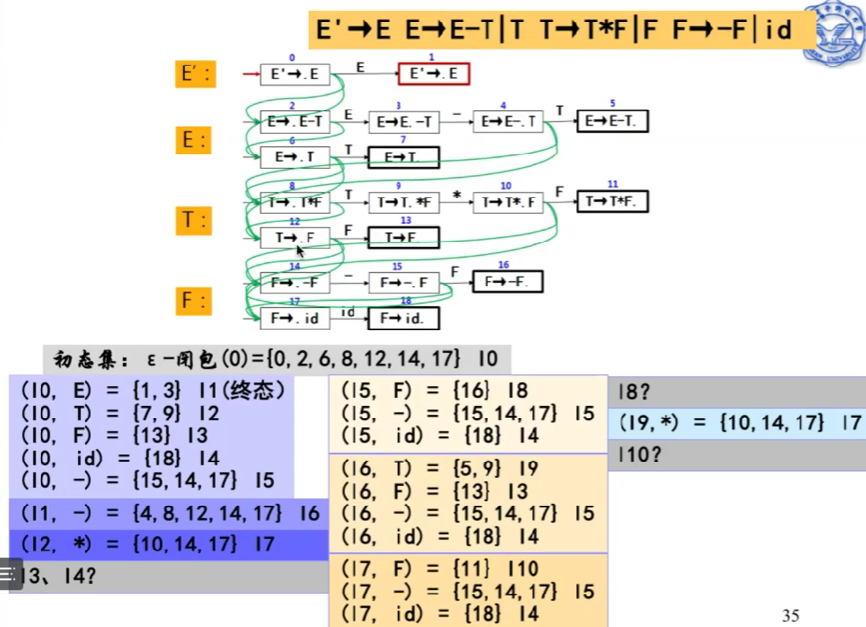 E'→E E→E-T|T T→T*F|F F→-F|id
0 1
E': E'→.E E E'→.E
2 3 4 5
E→.E-T E E→E.-T - E→E-.T T E→E-T.
E:
6 7
E→.T T E→T.
8 9 10 11
T→.T*F T T→T.*F * T→T*.F F T→T*F.
T:
12 13
T→.F F T→F
14 15 16
F→.-F - F→-.F F F→-F.
F:
17 18
F→.id id F→id.
初态集：ε-闭包(0)={0,2,6,8,12,14,17} I0
(I0, E) = {1,3} I1(终态)
(I0, T) = {7,9} I2
(I0, F) = {13} I3
(I0, id) = {18} I4
(I0, -) = {15,14,17} I5
(I1, -) = {4,8,12,14,17} I6
(I2, *) = {10,14,17} I7
I3、I4?
(I5, F) = {16} I8
(I5, -) = {15,14,17} I5
(I5, id) = {18} I4
(I6, T) = {5,9} I9
(I6, F) = {13} I3
(I6, -) = {15,14,17} I5
(I6, id) = {18} I4
(I7, F) = {11} I10
(I7, -) = {15,14,17} I5
(I7, id) = {18} I4
I8?
(I9,*) = {10,14,17} I7
I10?
35